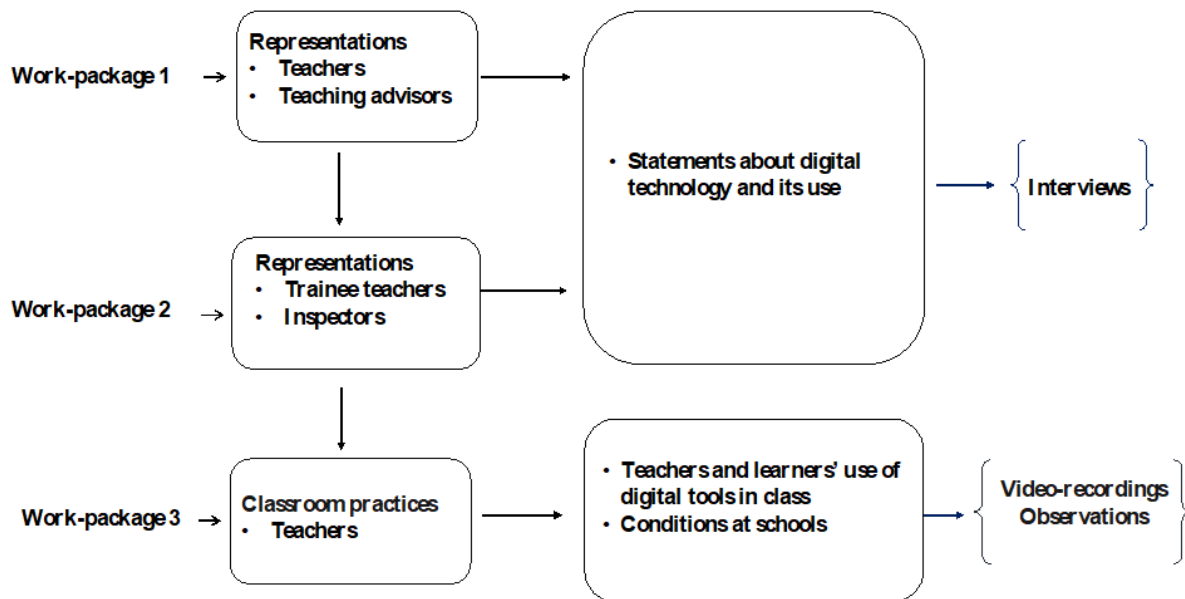 Work-package 1
Representations
• Teachers
• Teaching advisors
• Statements about digital
technology and its use
Interviews
Work-package 2
Representations
• Trainee teachers
• Inspectors
Work-package 3
Classroom practices
• Teachers
• Teachers and learners’ use of
digital tools in class
• Conditions at schools
Video-recordings
Observations